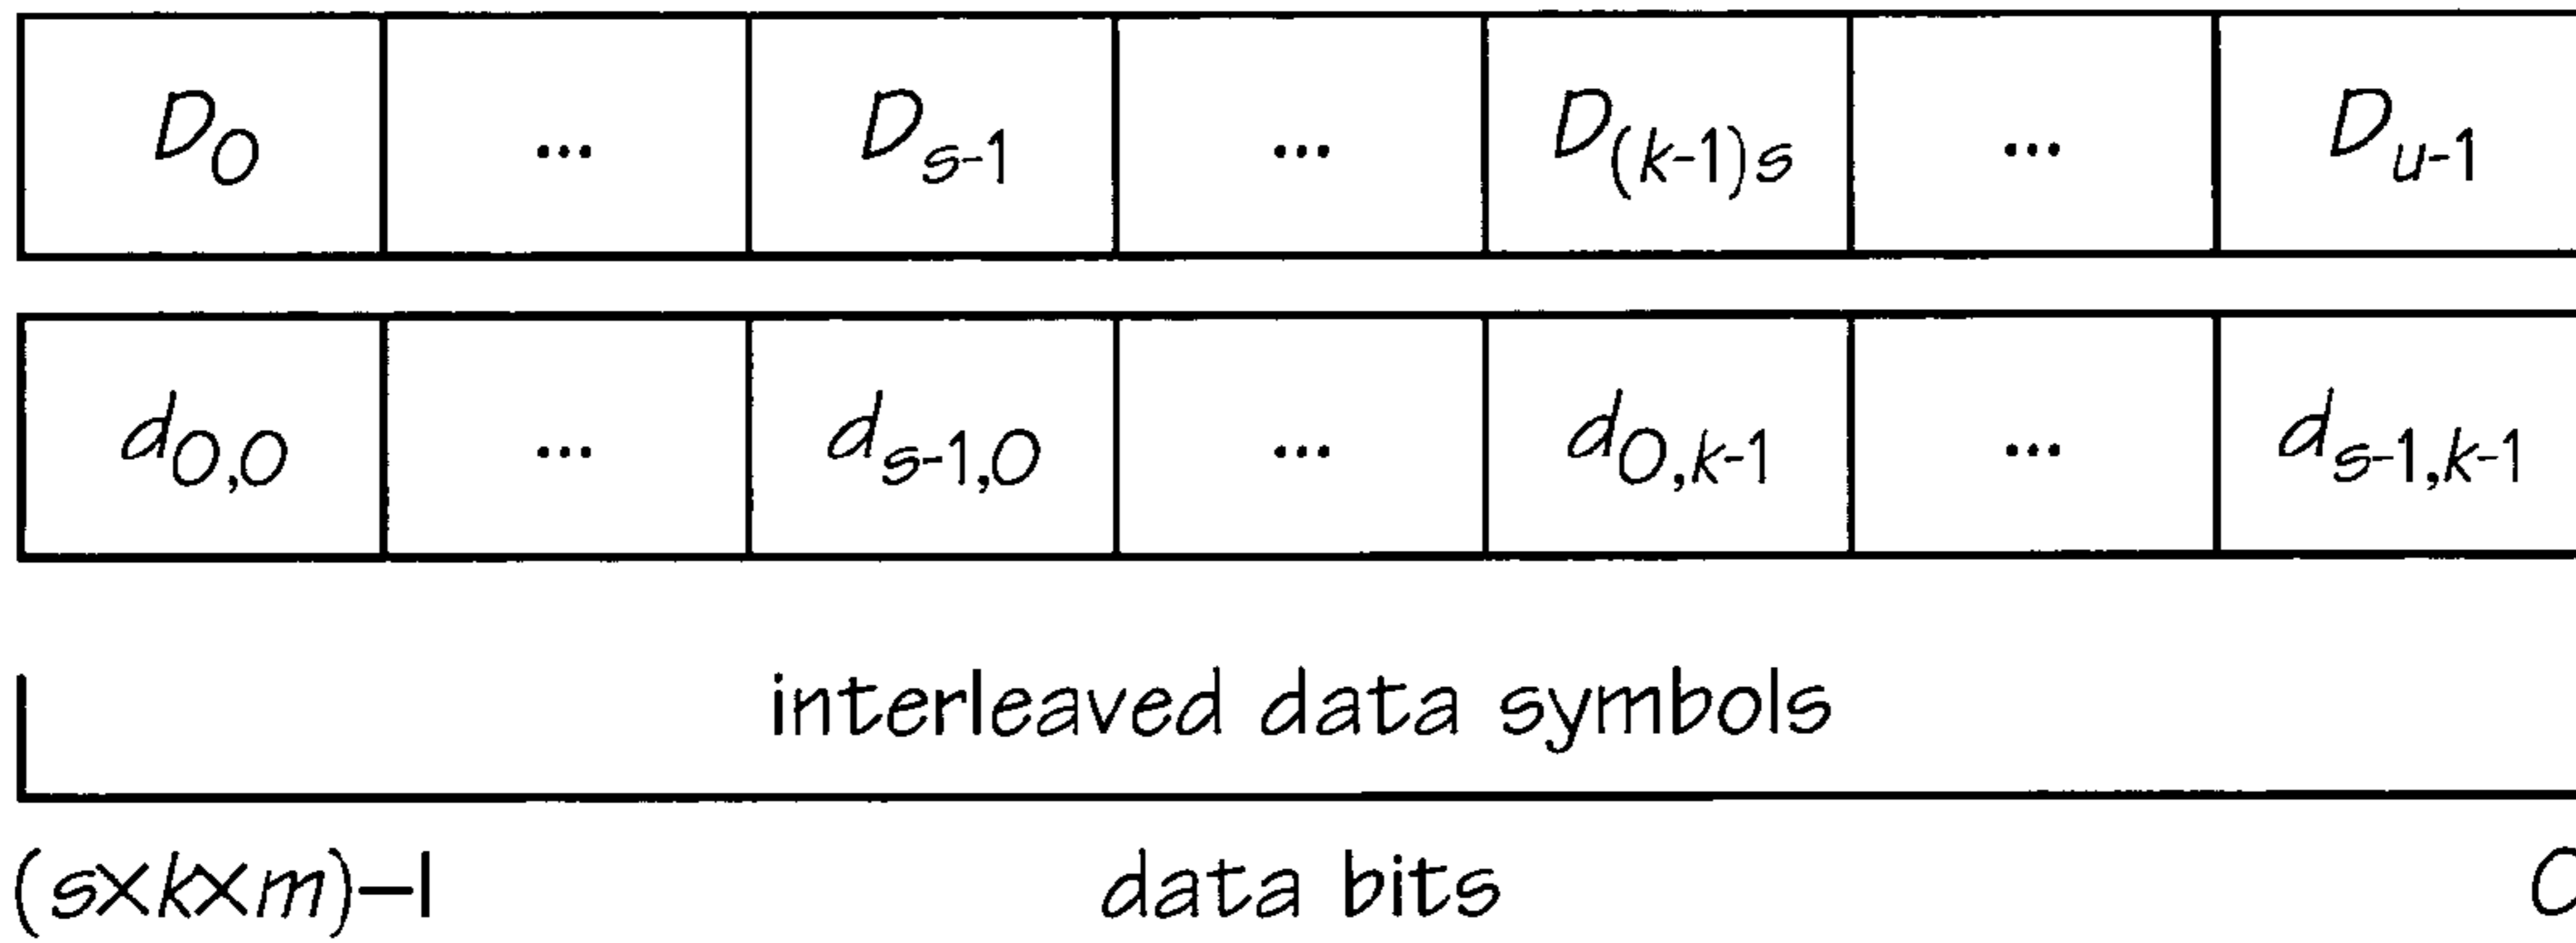 D0 ... Ds-1 ... D(k-1)s ... Du-1
d0,0 ... ds-1,0 ... d0,k-1 ... ds-1,k-1
interleaved data symbols
(s×k×m)–1 data bits 0